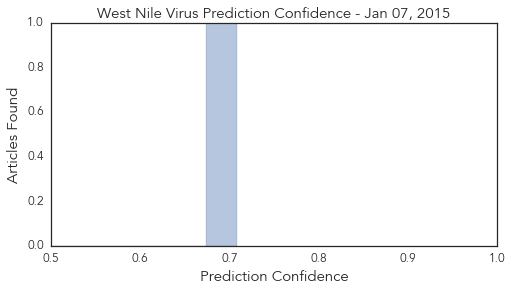 West Nile Virus Prediction Confidence - Jan 07, 2015
Articles Found
1.0
0.8
0.6
0.4
0.2
0.0
0.5 0.6 0.7 0.8 0.9 1.0
Prediction Confidence